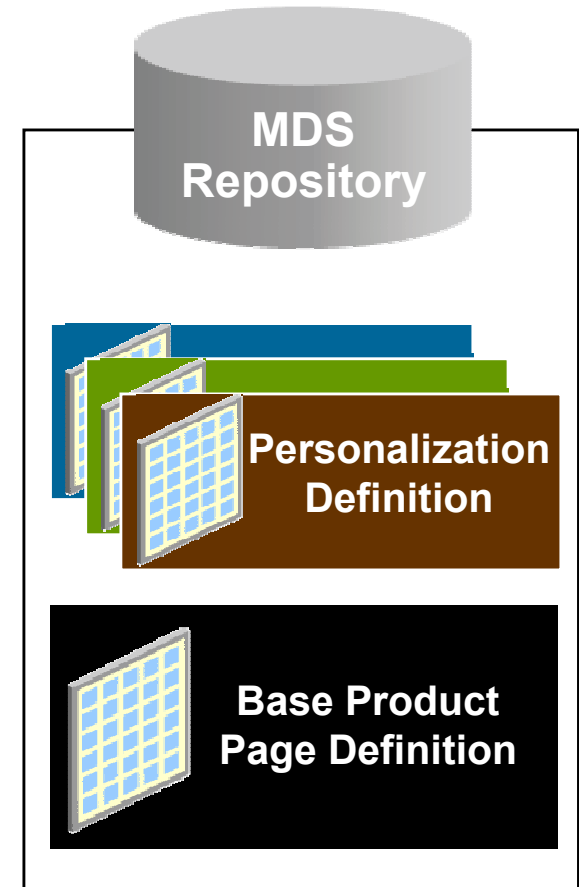 MDS
Repository
Personalization
Definition
Base Product
Page Definition